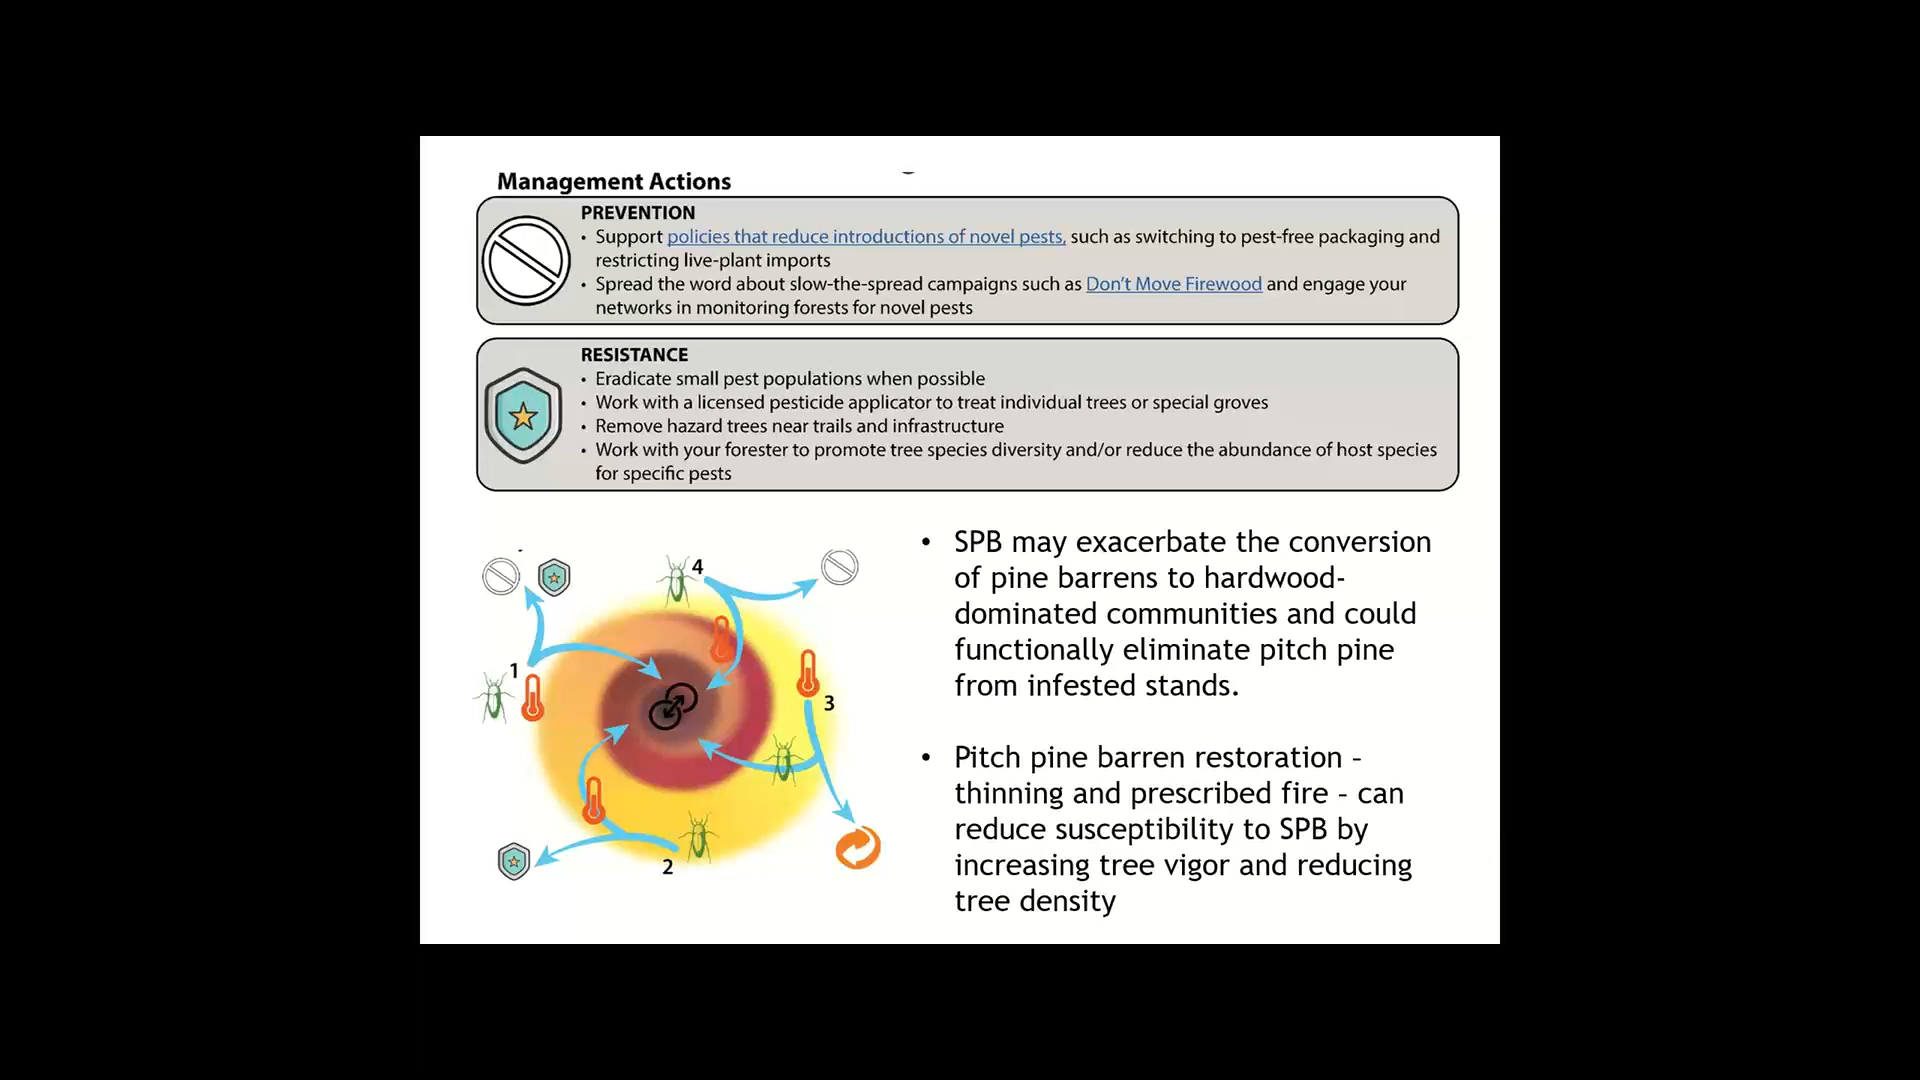 Management Actions
PREVENTION
• Support policies that reduce introductions of novel pests, such as switching to pest-free packaging and
restricting live-plant imports
• Spread the word about slow-the-spread campaigns such as Don't Move Firewood and engage your
networks in monitoring forests for novel pests
RESISTANCE
• Eradicate small pest populations when possible
• Work with a licensed pesticide applicator to treat individual trees or special groves
• Remove hazard trees near trails and infrastructure
• Work with your forester to promote tree species diversity and/or reduce the abundance of host species
for specific pests
4
1
3
2
• SPB may exacerbate the conversion
of pine barrens to hardwood-
dominated communities and could
functionally eliminate pitch pine
from infested stands.
• Pitch pine barren restoration –
thinning and prescribed fire – can
reduce susceptibility to SPB by
increasing tree vigor and reducing
tree density